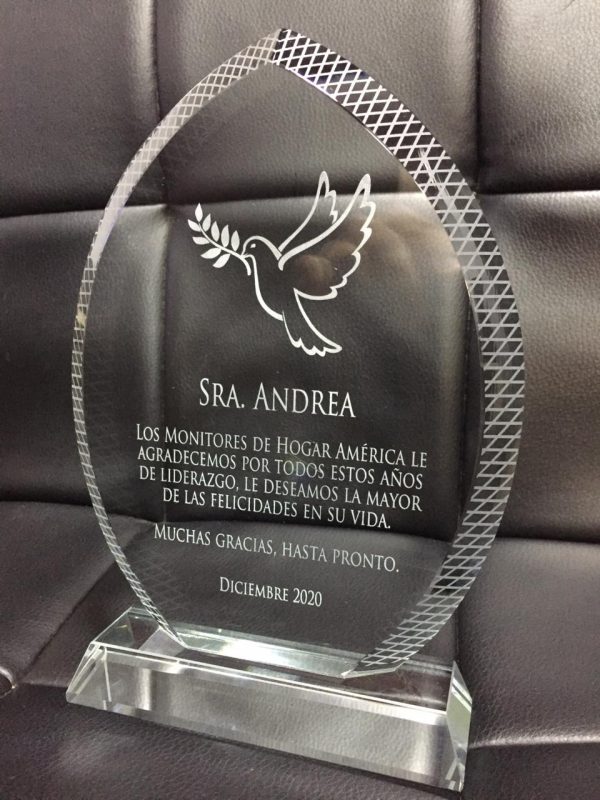 SRA. ANDREA
LOS MONITORES DE HOGAR AMÉRICA LE
AGRADECEMOS POR TODOS ESTOS AÑOS
DE LIDERAZGO, LE DESEAMOS LA MAYOR
DE LAS FELICIDADES EN SU VIDA.
MUCHAS GRACIAS, HASTA PRONTO.
DICIEMBRE 2020